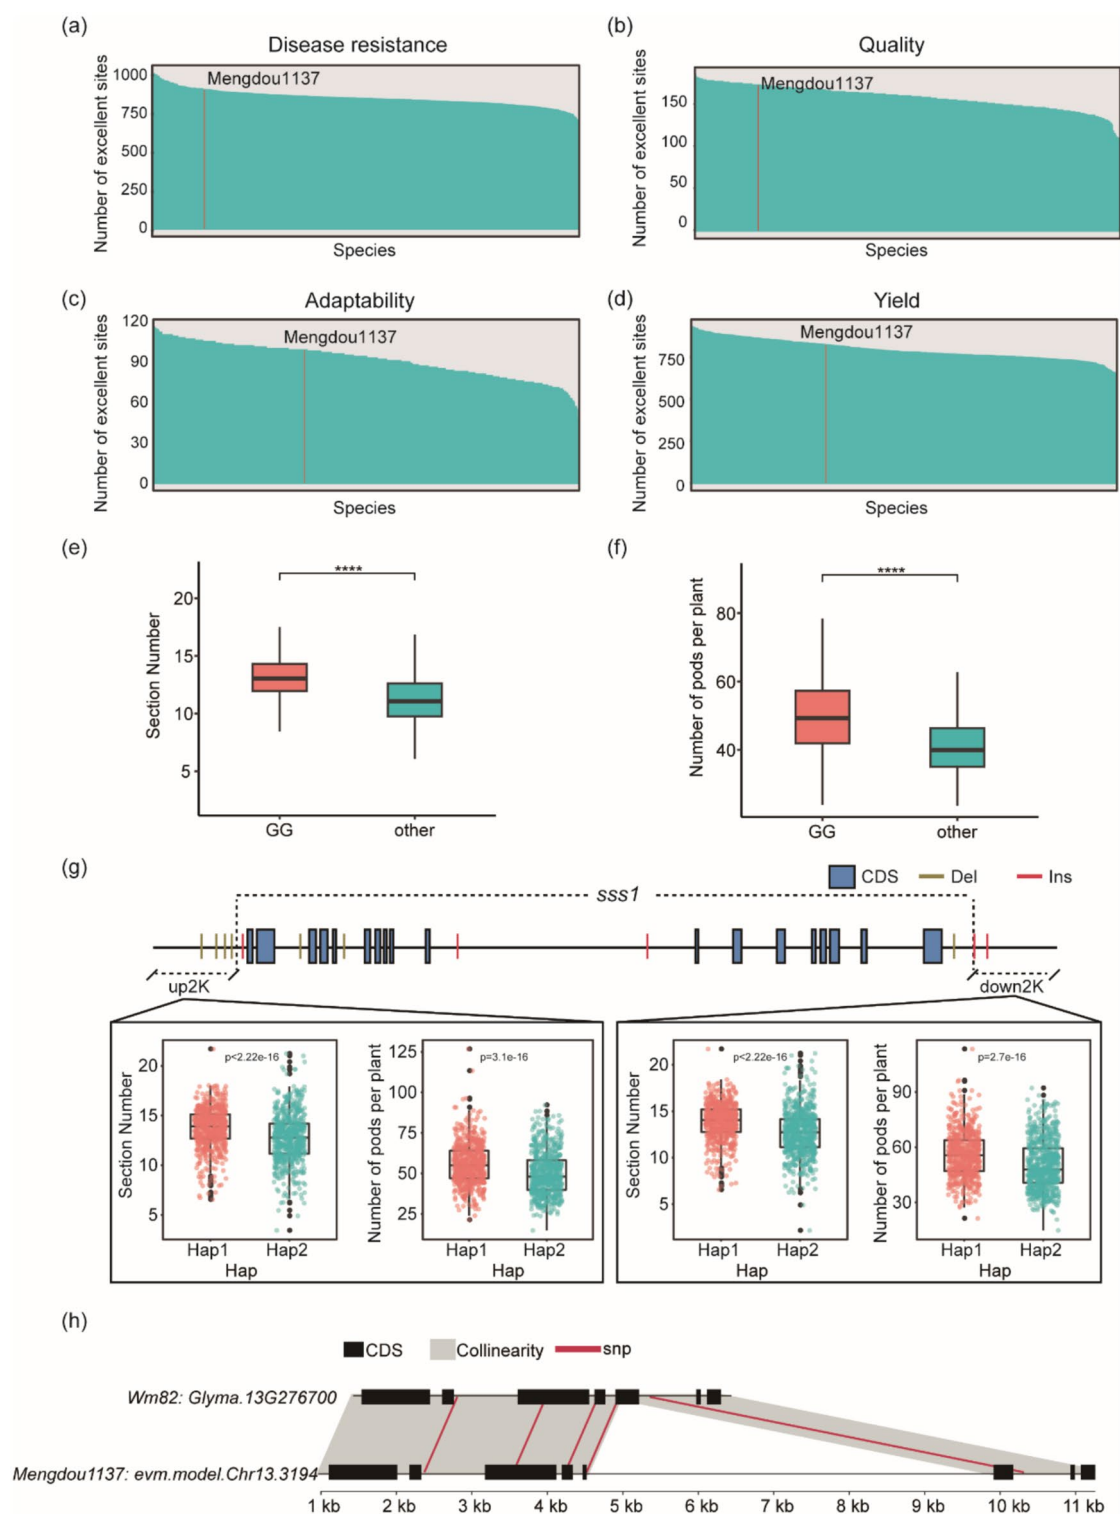 (a)
Disease resistance
Number of excellent sites
1000
750
500
250
0
Mengdou1137
Species
(b)
Quality
Number of excellent sites
150
100
50
0
Mengdou1137
Species
(c)
Adaptability
Number of excellent sites
120
90
60
30
0
Mengdou1137
Species
(d)
Yield
Number of excellent sites
750
500
250
0
Mengdou1137
Species
(e)
Section Number
20
15
10
5
****
GG other
(f)
Number of pods per plant
80
60
40
****
GG other
(g)
CDS Del Ins
sss1
up2K down2K
Section Number
20
15
10
5
p<2.22e-16
Hap1 Hap2
Hap
Number of pods per plant
125
100
75
50
25
p=3.1e-16
Hap1 Hap2
Hap
Section Number
20
15
10
5
p<2.22e-16
Hap1 Hap2
Hap
Number of pods per plant
90
60
30
p=2.7e-16
Hap1 Hap2
Hap
(h)
CDS Collinearity snp
Wm82: Glyma.13G276700
Mengdou1137: evm.model.Chr13.3194
1 kb 2 kb 3 kb 4 kb 5 kb 6 kb 7 kb 8 kb 9 kb 10 kb 11 kb